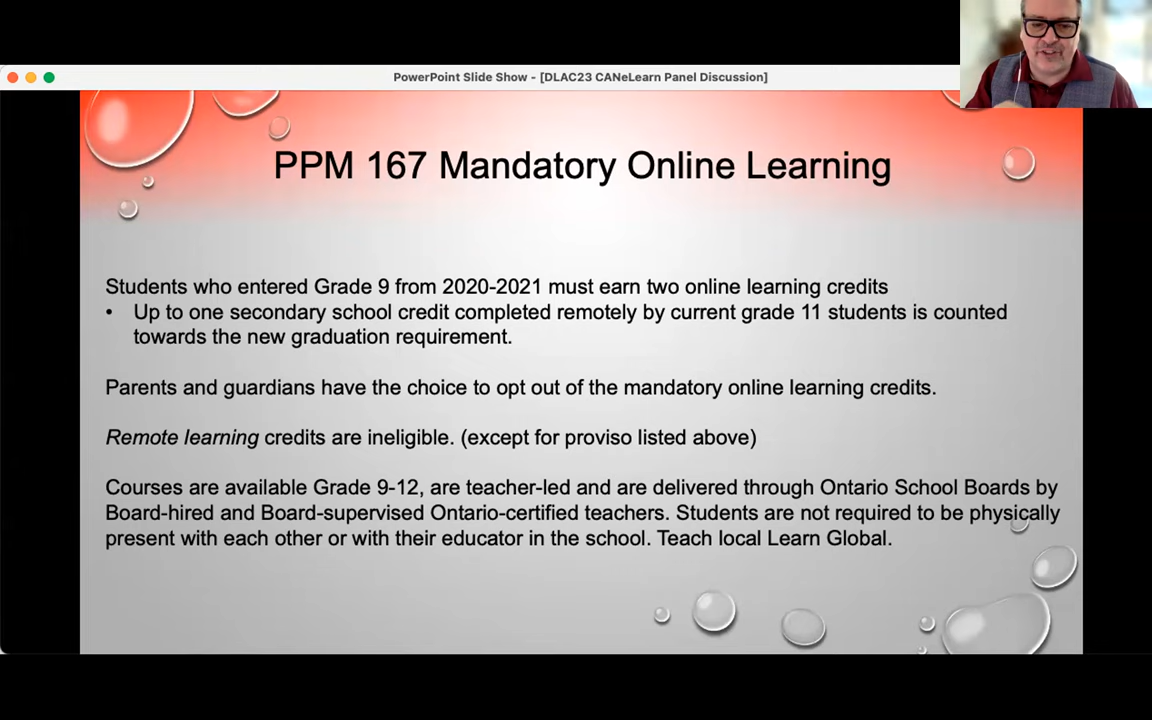 PowerPoint Slide Show - [DLAC23 CANeLearn Panel Discussion]
PPM 167 Mandatory Online Learning
Students who entered Grade 9 from 2020-2021 must earn two online learning credits
• Up to one secondary school credit completed remotely by current grade 11 students is counted
towards the new graduation requirement.
Parents and guardians have the choice to opt out of the mandatory online learning credits.
Remote learning credits are ineligible. (except for proviso listed above)
Courses are available Grade 9-12, are teacher-led and are delivered through Ontario School Boards by
Board-hired and Board-supervised Ontario-certified teachers. Students are not required to be physically
present with each other or with their educator in the school. Teach local Learn Global.